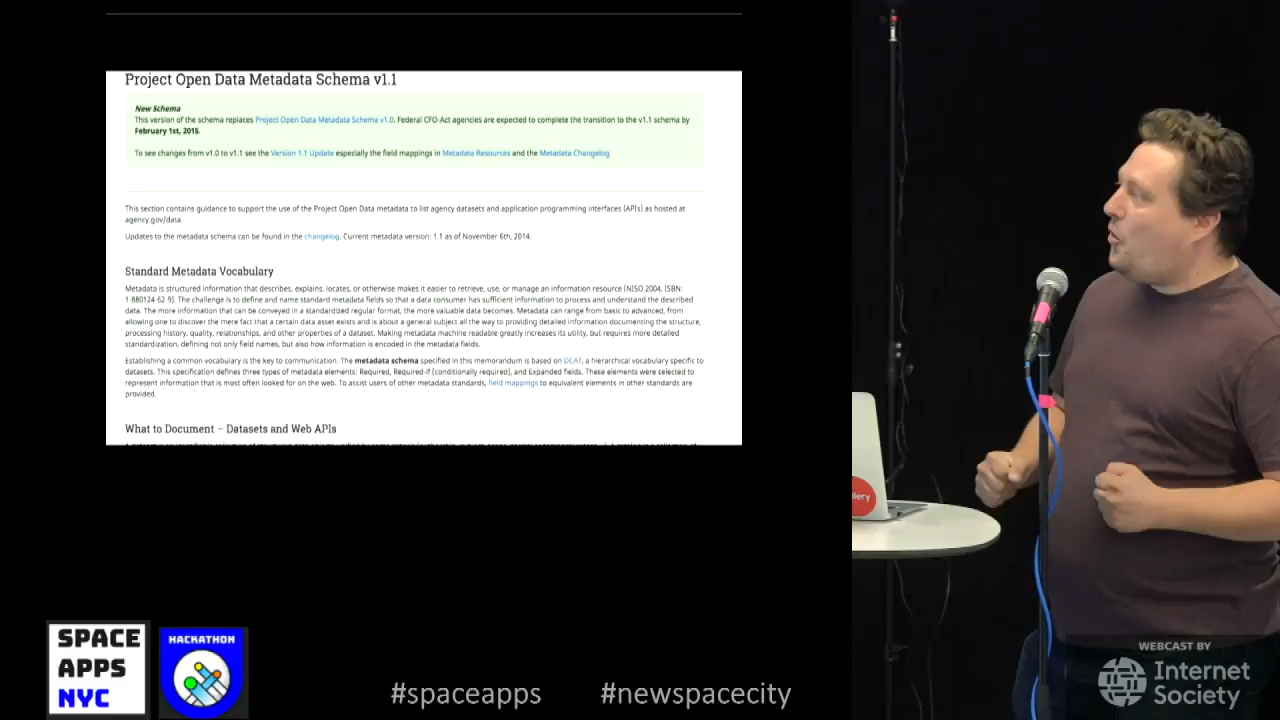 Project Open Data Metadata Schema v1.1
New Schema
This version of the schema replaces Project Open Data Metadata Schema v1.0. Federal CFO-Act agencies are expected to complete the transition to the v1.1 schema by
February 1st, 2015.
To see changes from v1.0 to v1.1 see the Version 1.1 Update especially the field mappings in Metadata Resources and the Metadata Changelog
This section contains guidance to support the use of the Project Open Data metadata to list agency datasets and application programming interfaces (APIs) as hosted at
agency.gov/data.
Updates to the metadata schema can be found in the changelog. Current metadata version: 1.1 as of November 6th, 2014.
Standard Metadata Vocabulary
Metadata is structured information that describes, explains, locates, or otherwise makes it easier to retrieve, use, or manage an information resource (NISO 2004, ISBN:
1-880124-62-9). The challenge is to define and name standard metadata fields so that a data consumer has sufficient information to process and understand the described
data. The more information that can be conveyed in a standardized regular format, the more valuable data becomes. Metadata can range from basic to advanced, from
allowing one to discover the mere fact that a certain data asset exists and is about a general subject all the way to providing detailed information documenting the structure,
processing history, quality, relationships, and other properties of a dataset. Making metadata machine readable greatly increases its utility, but requires more detailed
standardization, defining not only field names, but also how information is encoded in the metadata fields.
Establishing a common vocabulary is the key to communication. The metadata schema specified in this memorandum is based on DCAT, a hierarchical vocabulary specific to
datasets. This specification defines three types of metadata elements: Required, Required-if (conditionally required), and Expanded fields. These elements were selected to
represent information that is most often looked for on the web. To assist users of other metadata standards, field mappings to equivalent elements in other standards are
provided.
What to Document – Datasets and Web APIs
llery
SPACE
APPS
NYC
HACKATHON
#spaceapps #newspacecity
WEBCAST BY
Internet
Society